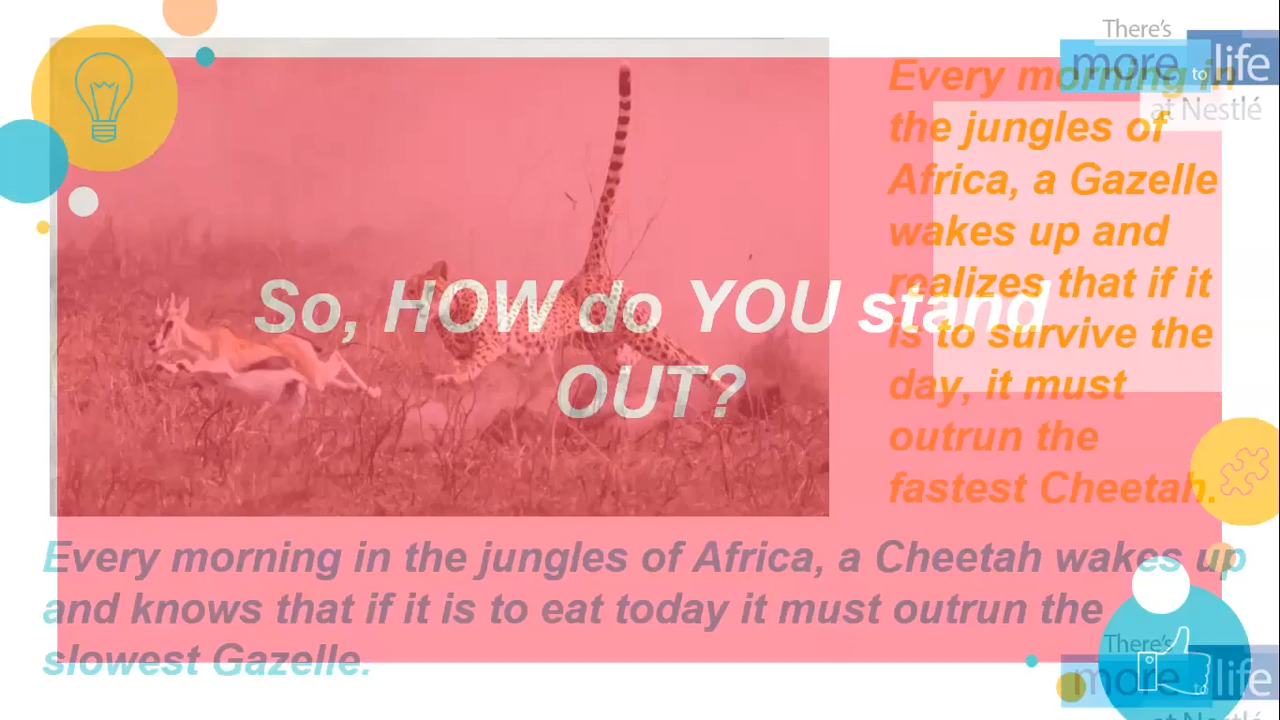 There's
more to life
at Nestlé
Every morning in
the jungles of
Africa, a Gazelle
wakes up and
realizes that if it
is to survive the
day, it must
outrun the
fastest Cheetah.
So, HOW do YOU stand
OUT?
Every morning in the jungles of Africa, a Cheetah wakes up
and knows that if it is to eat today it must outrun the
slowest Gazelle.
There's
more to life
at Nestlé